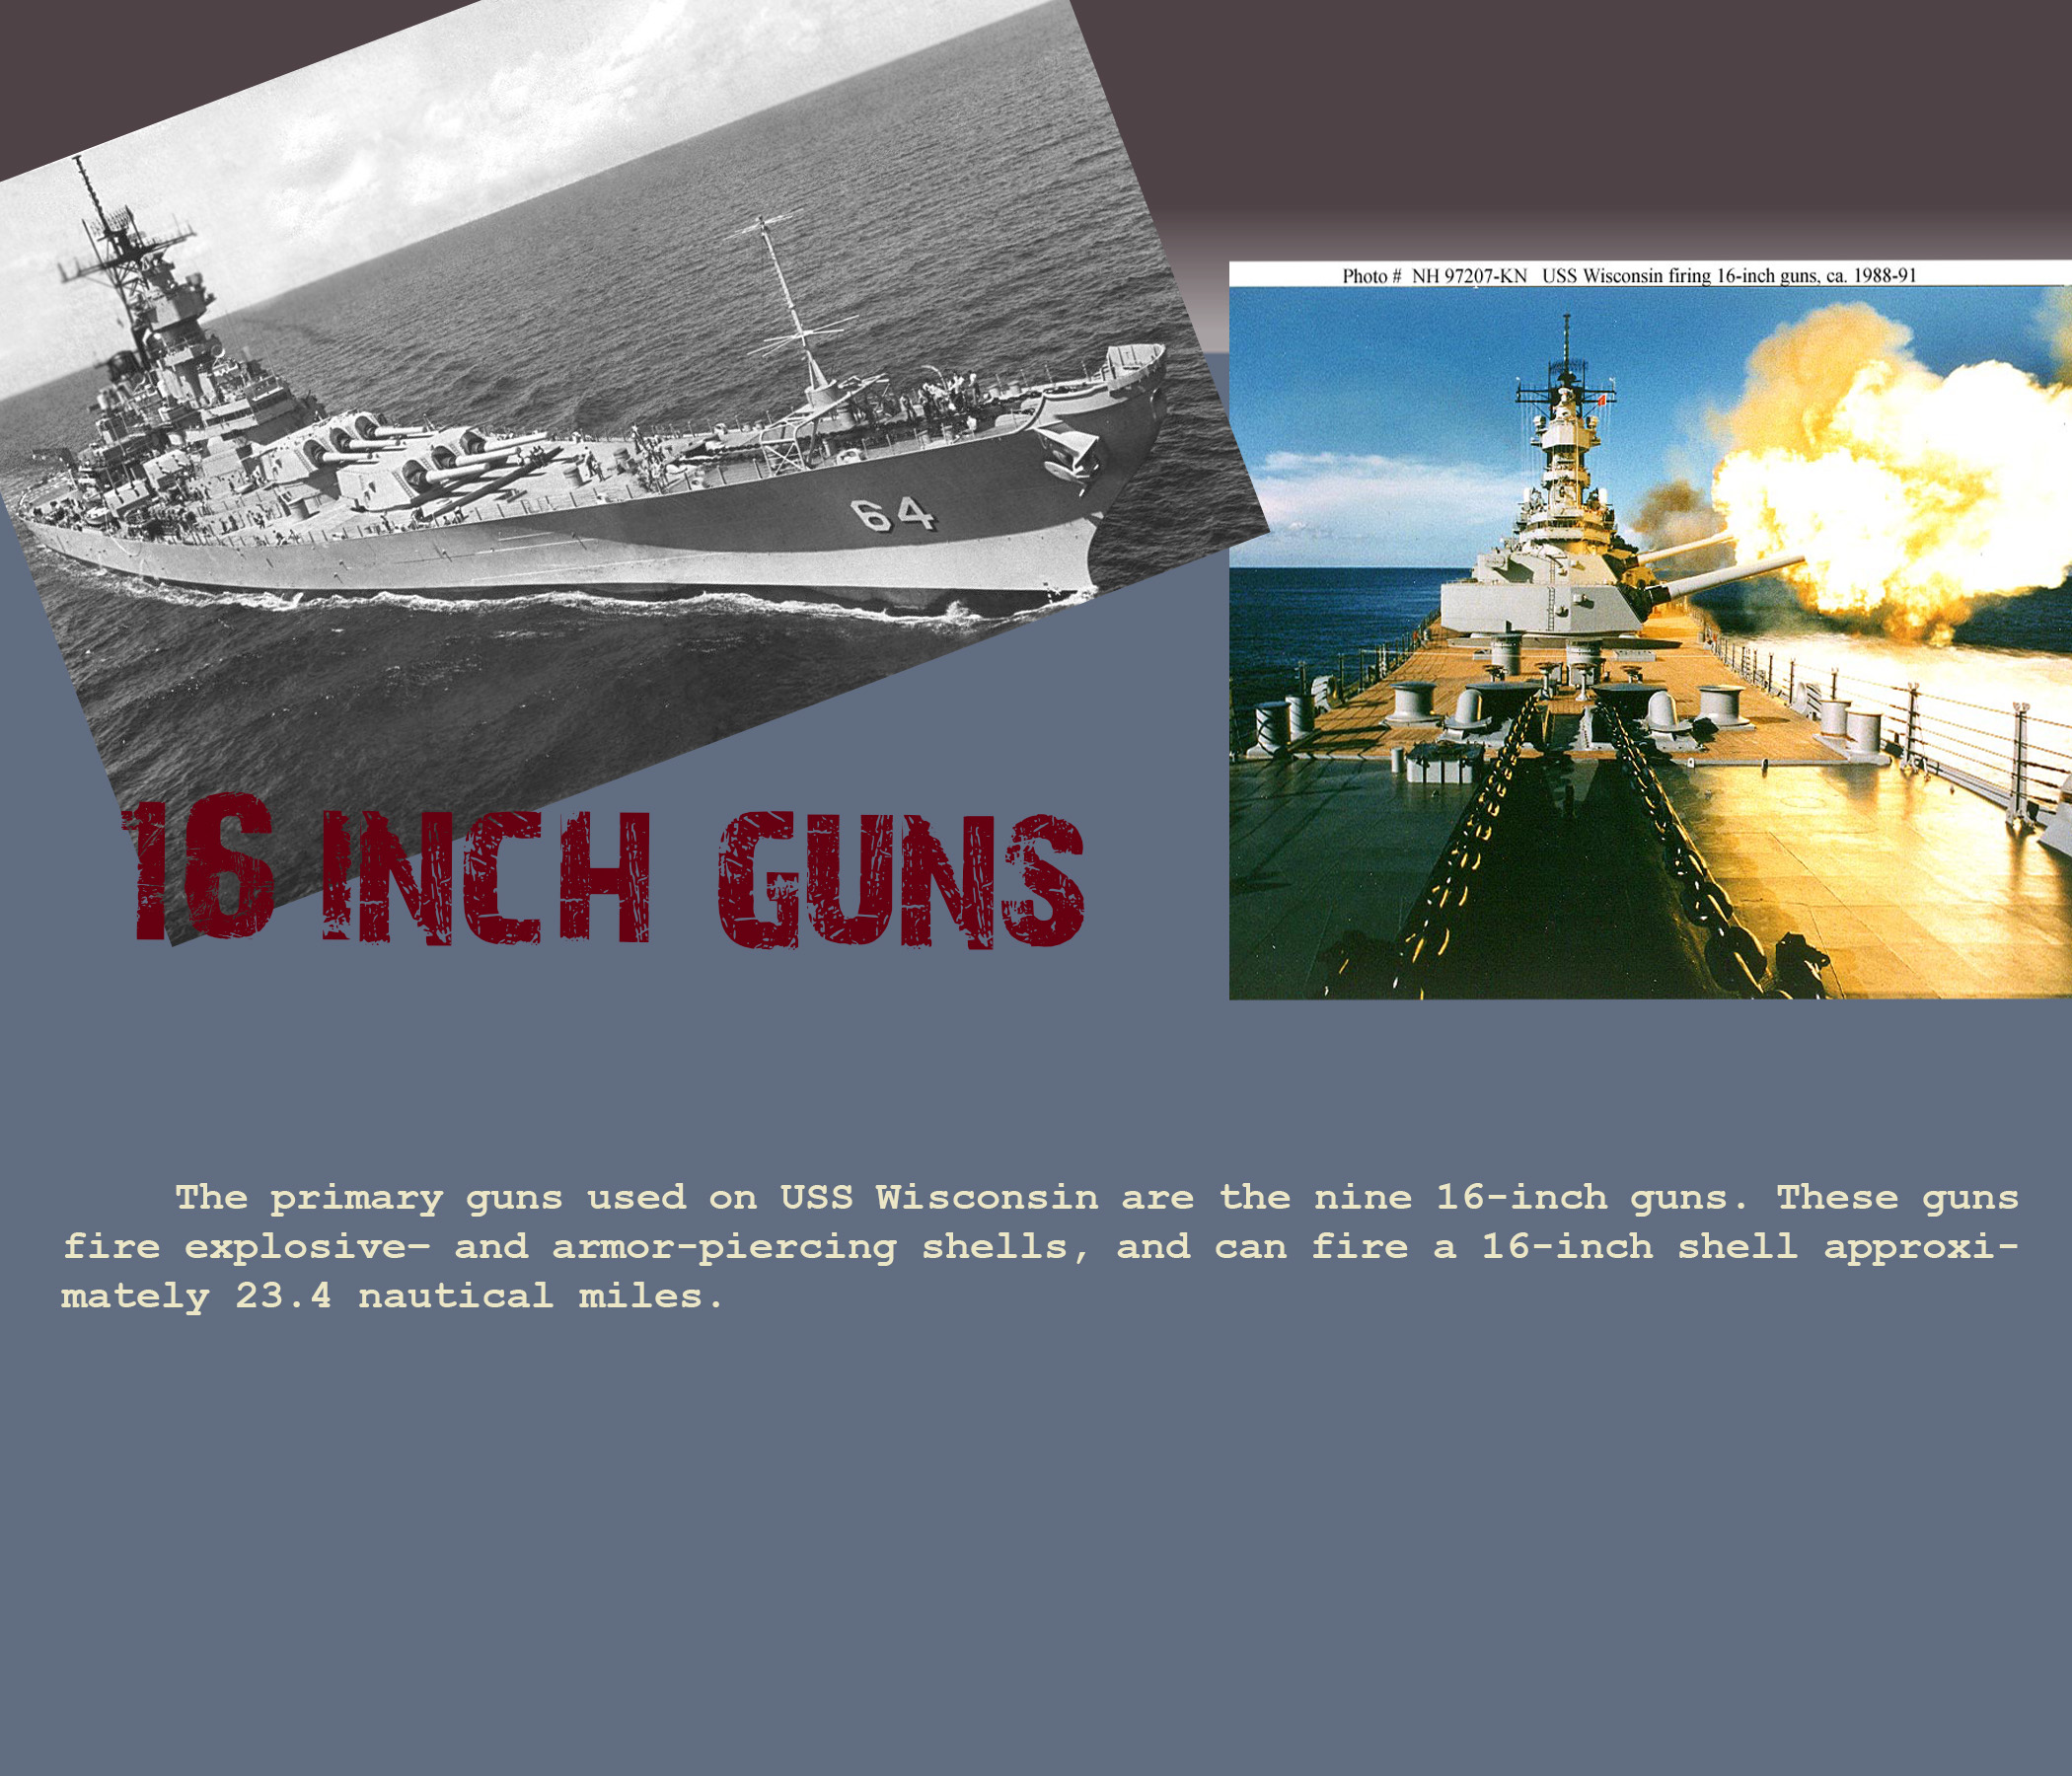 64
Photo # NH 97207-KN USS Wisconsin firing 16-inch guns, ca. 1988-91
16 INCH GUNS
The primary guns used on USS Wisconsin are the nine 16-inch guns. These guns
fire explosive– and armor-piercing shells, and can fire a 16-inch shell approxi-
mately 23.4 nautical miles.